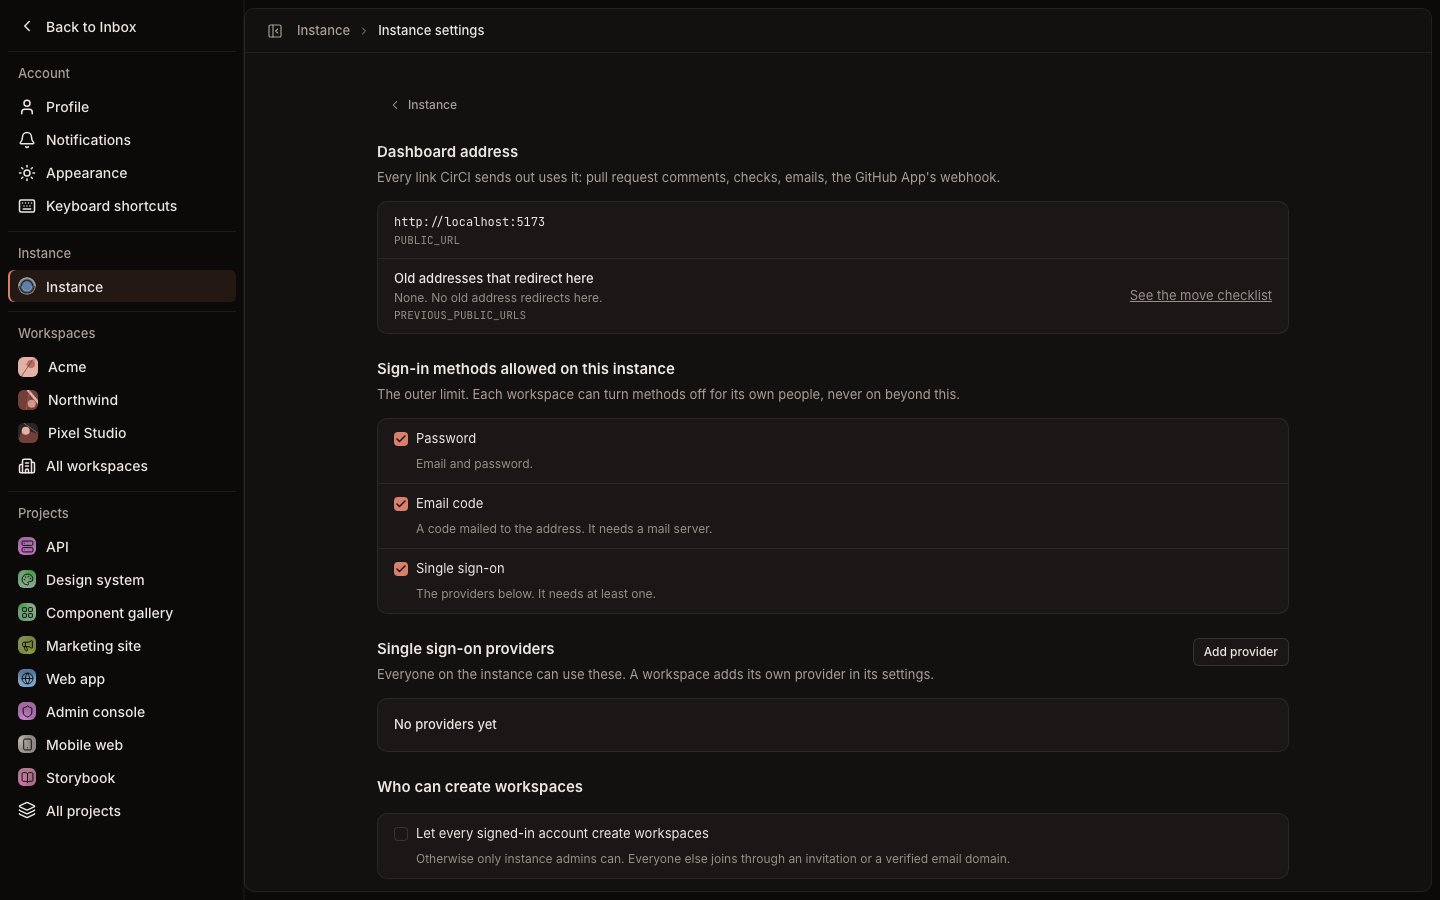 Back to Inbox
Account
Profile
Notifications
Appearance
Keyboard shortcuts
Instance
Instance
Workspaces
Acme
Northwind
Pixel Studio
All workspaces
Projects
API
Design system
Component gallery
Marketing site
Web app
Admin console
Mobile web
Storybook
All projects
Instance > Instance settings
< Instance
Dashboard address
Every link CirCI sends out uses it: pull request comments, checks, emails, the GitHub App's webhook.
http://localhost:5173
PUBLIC_URL
Old addresses that redirect here
None. No old address redirects here.
PREVIOUS_PUBLIC_URLS
See the move checklist
Sign-in methods allowed on this instance
The outer limit. Each workspace can turn methods off for its own people, never on beyond this.
Password
Email and password.
Email code
A code mailed to the address. It needs a mail server.
Single sign-on
The providers below. It needs at least one.
Single sign-on providers
Everyone on the instance can use these. A workspace adds its own provider in its settings.
Add provider
No providers yet
Who can create workspaces
Let every signed-in account create workspaces
Otherwise only instance admins can. Everyone else joins through an invitation or a verified email domain.